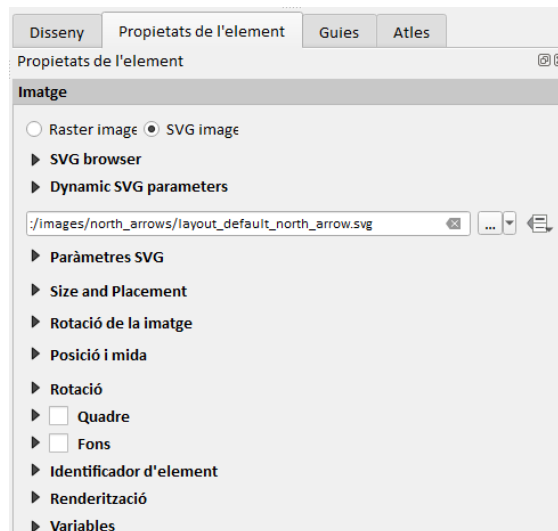 Disseny Propietats de l'element Guies Atles
Propietats de l'element
Imatge
Raster image SVG image
SVG browser
Dynamic SVG parameters
:/images/north_arrows/layout_default_north_arrow.svg ...
Paràmetres SVG
Size and Placement
Rotació de la imatge
Posició i mida
Rotació
Quadre
Fons
Identificador d'element
Renderització
Variables